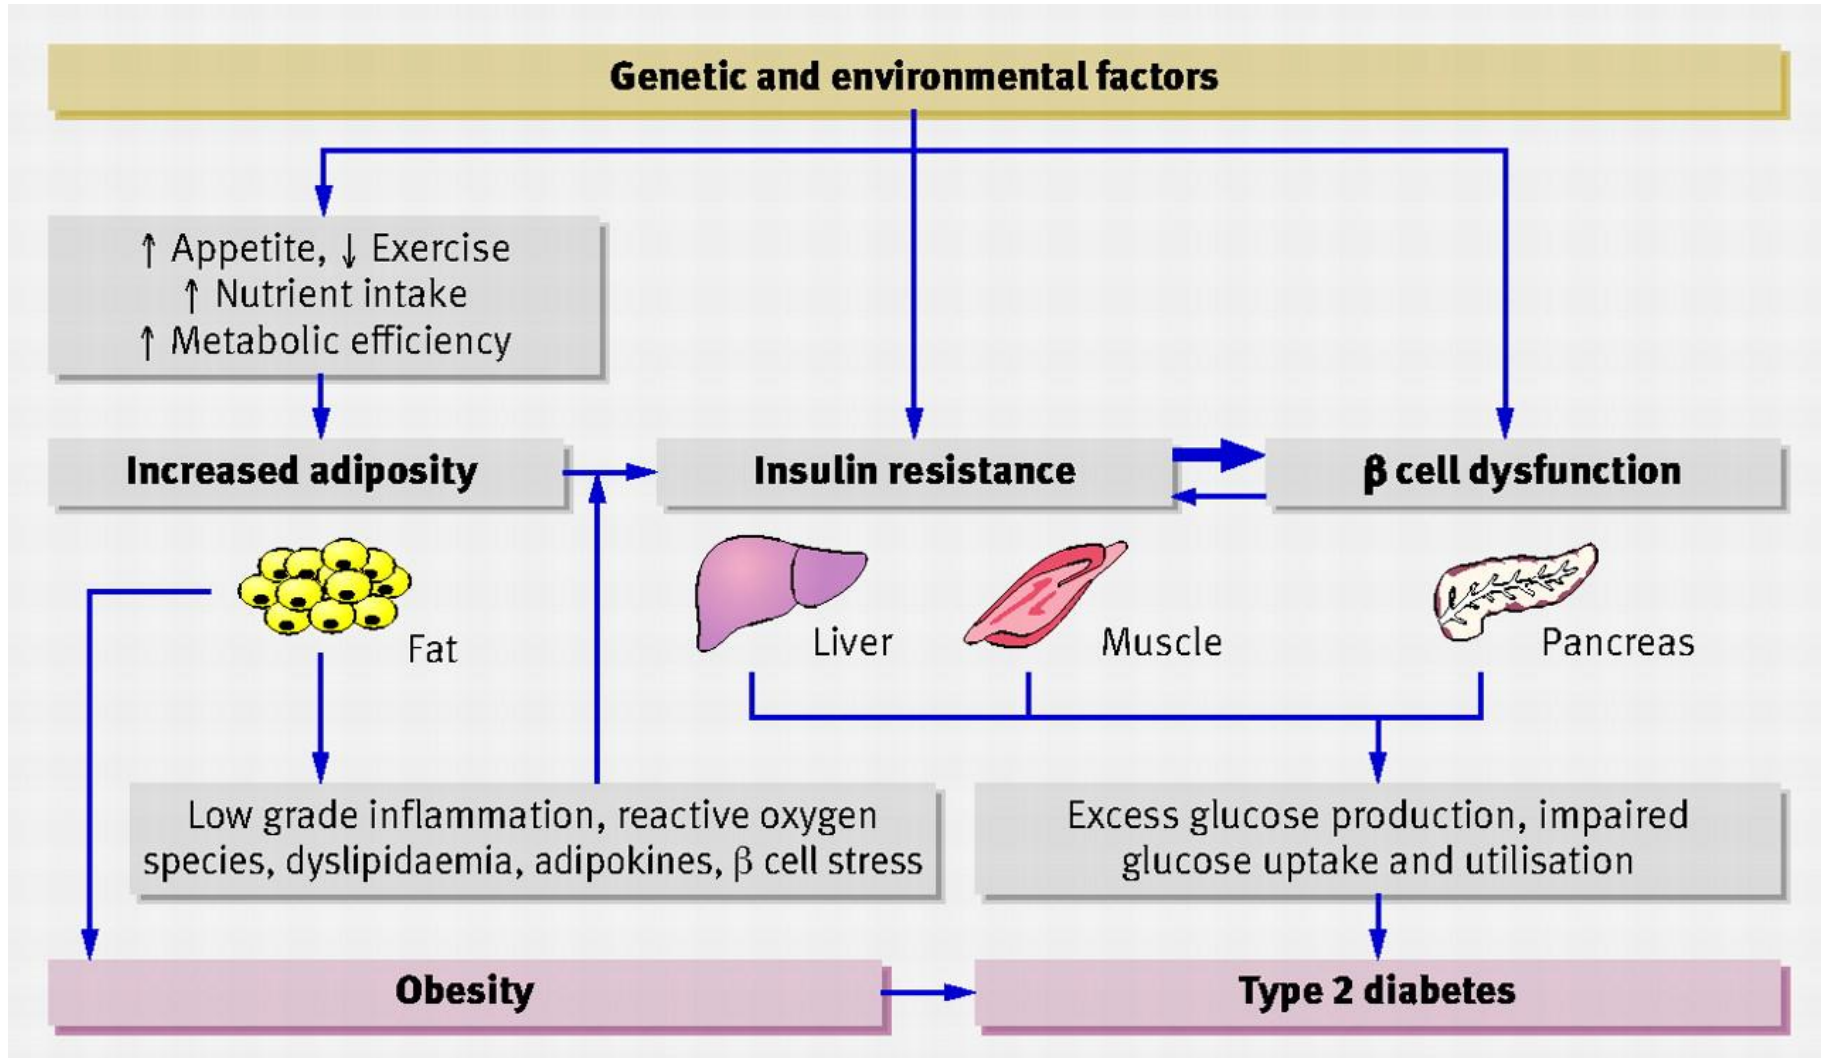 Genetic and environmental factors
↑ Appetite, ↓ Exercise
↑ Nutrient intake
↑ Metabolic efficiency
Increased adiposity
Insulin resistance
β cell dysfunction
Fat
Liver
Muscle
Pancreas
Low grade inflammation, reactive oxygen
species, dyslipidaemia, adipokines, β cell stress
Excess glucose production, impaired
glucose uptake and utilisation
Obesity
Type 2 diabetes